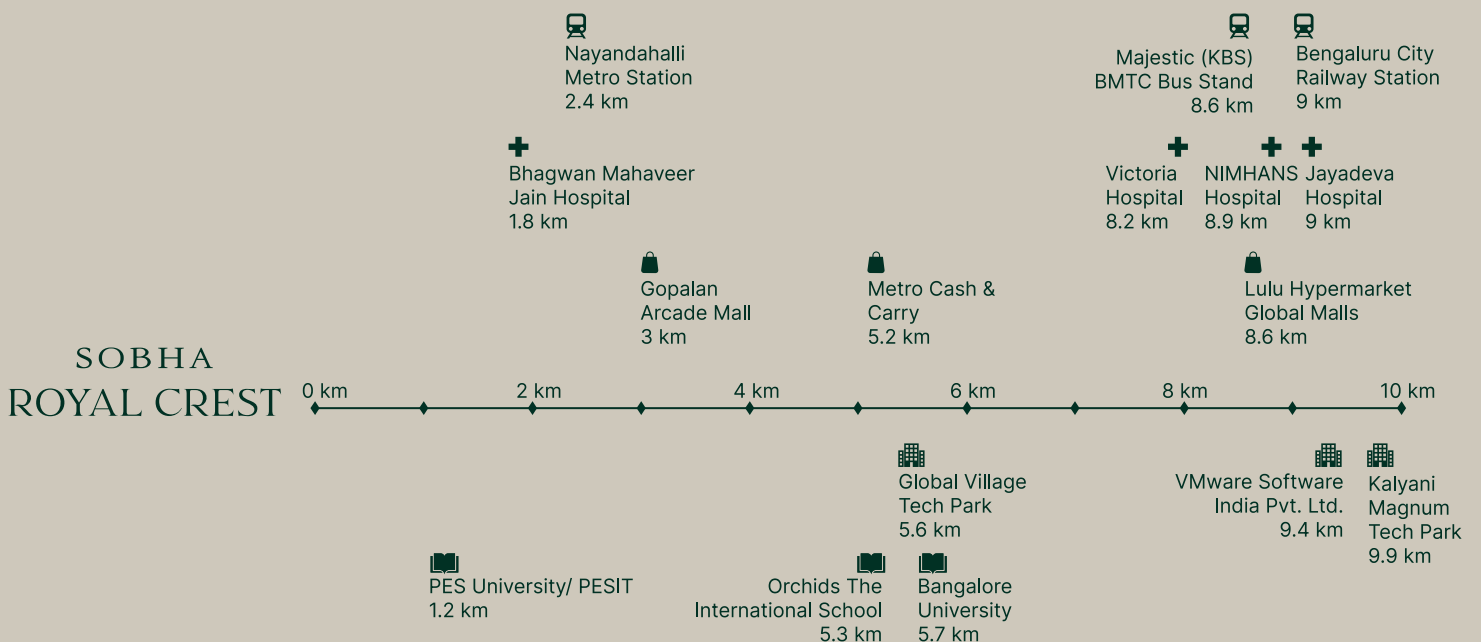 Nayandahalli
Metro Station
2.4 km
Majestic (KBS)
BMTC Bus Stand
8.6 km
Bengaluru City
Railway Station
9 km
Bhagwan Mahaveer
Jain Hospital
1.8 km
Victoria
Hospital
8.2 km
NIMHANS
Hospital
8.9 km
Jayadeva
Hospital
9 km
Gopalan
Arcade Mall
3 km
Metro Cash &
Carry
5.2 km
Lulu Hypermarket
Global Malls
8.6 km
SOBHA
ROYAL CREST
0 km
2 km
4 km
6 km
8 km
10 km
Global Village
Tech Park
5.6 km
VMware Software
India Pvt. Ltd.
9.4 km
Kalyani
Magnum
Tech Park
9.9 km
PES University/ PESIT
1.2 km
Orchids The
International School
5.3 km
Bangalore
University
5.7 km